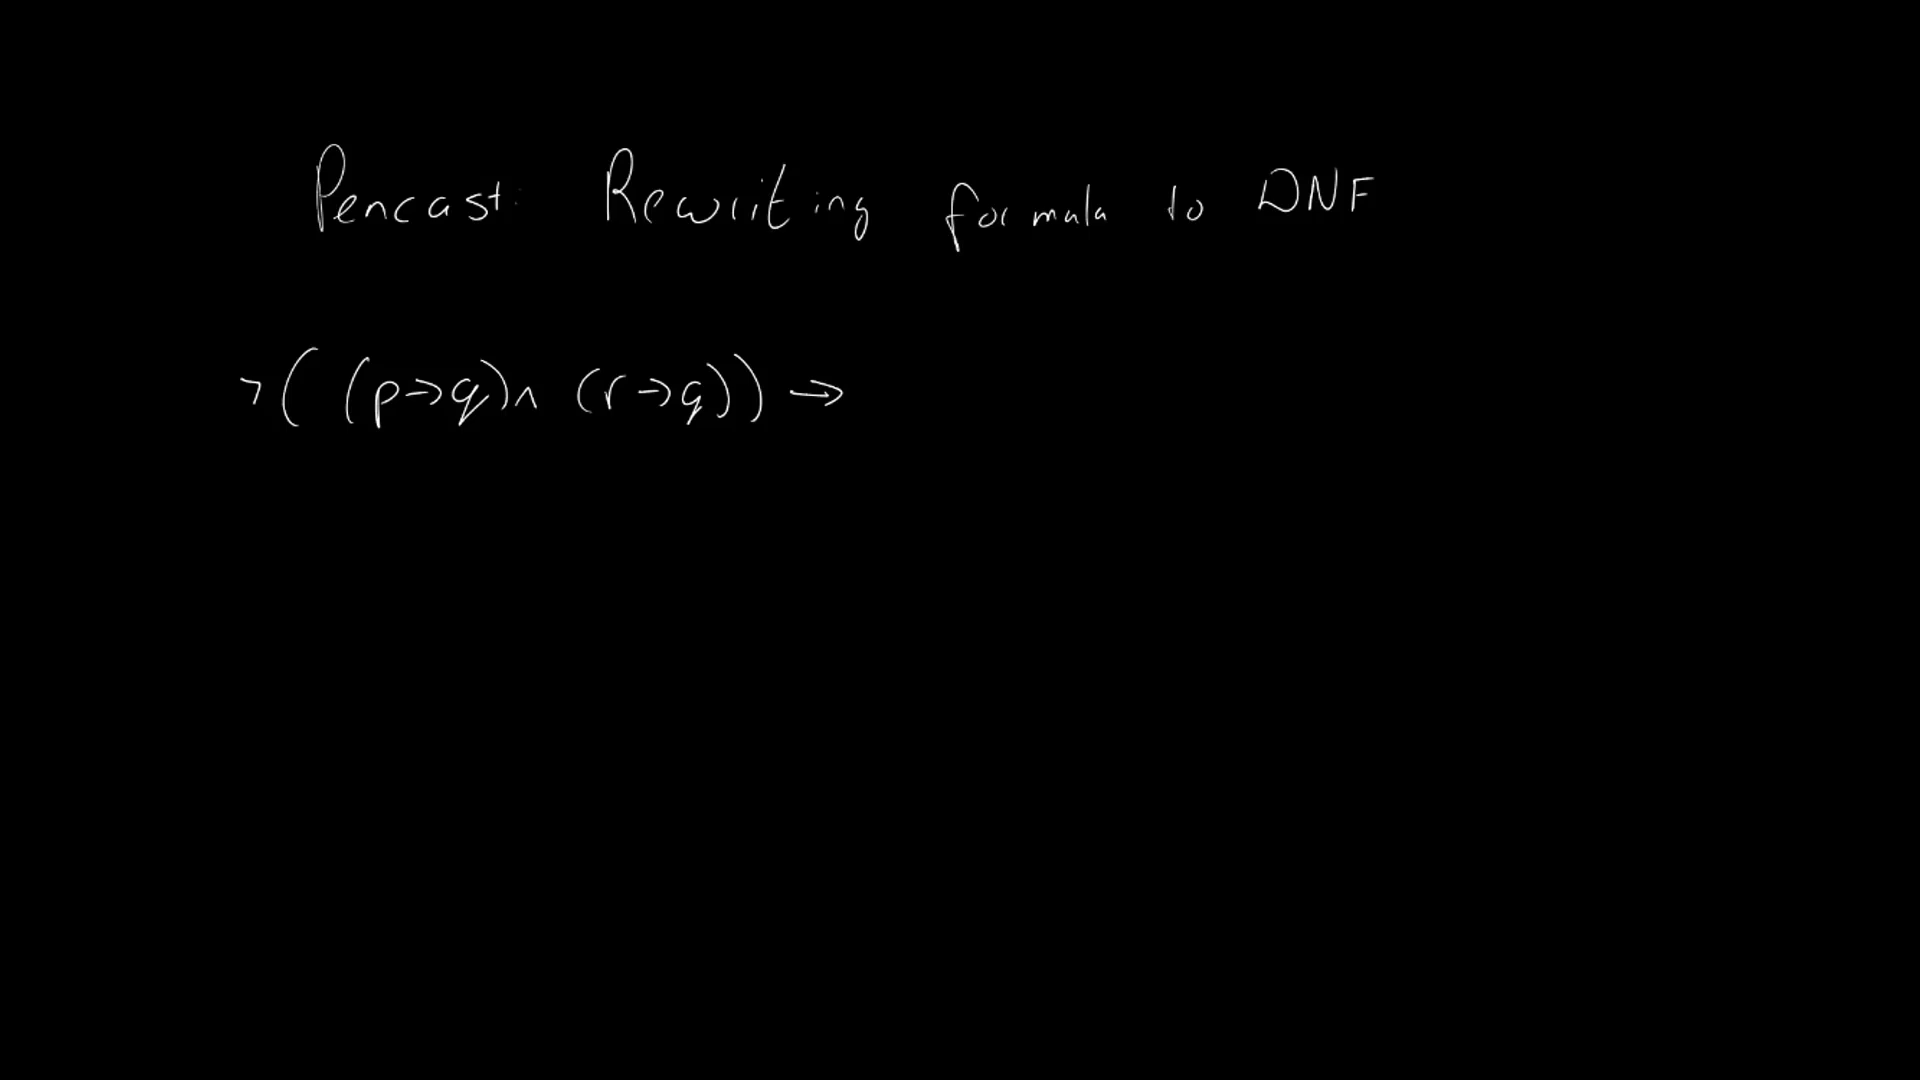 Pencast: Rewriting formula to DNF
¬((p→q)∧ (r→q)) →